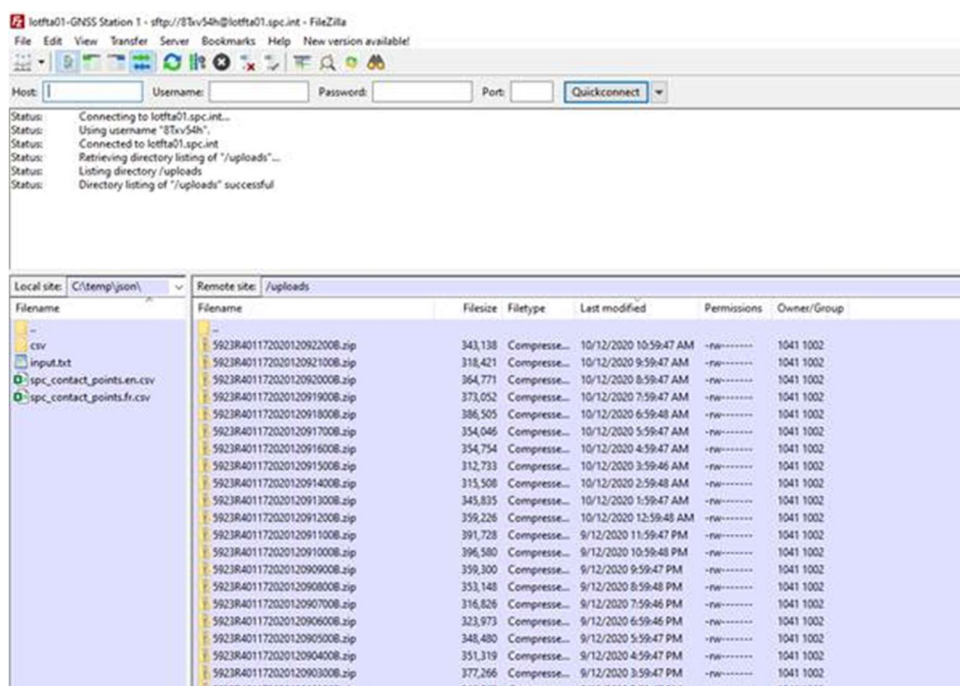 lotfta01-GNSS Station 1 - sftp://8Txv54h@lotfta01.spc.int - FileZilla
File Edit View Transfer Server Bookmarks Help New version available!
Host: Username: Password: Port: Quickconnect
Status: Connecting to lotfta01.spc.int...
Status: Using username "8Txv54h".
Status: Connected to lotfta01.spc.int
Status: Retrieving directory listing of "/uploads"...
Status: Listing directory /uploads
Status: Directory listing of "/uploads" successful
Local site: C:\temp\json\ Remote site: /uploads
Filename Filename Filesize Filetype Last modified Permissions Owner/Group
.. ..
csv 5923R40117202012092200B.zip 343,138 Compresse... 10/12/2020 10:59:47 AM -rw------- 1041 1002
input.txt 5923R40117202012092100B.zip 318,421 Compresse... 10/12/2020 9:59:47 AM -rw------- 1041 1002
spc_contact_points.en.csv 5923R40117202012092000B.zip 364,771 Compresse... 10/12/2020 8:59:47 AM -rw------- 1041 1002
spc_contact_points.fr.csv 5923R40117202012091900B.zip 373,052 Compresse... 10/12/2020 7:59:47 AM -rw------- 1041 1002
5923R40117202012091800B.zip 386,505 Compresse... 10/12/2020 6:59:48 AM -rw------- 1041 1002
5923R40117202012091700B.zip 354,046 Compresse... 10/12/2020 5:59:47 AM -rw------- 1041 1002
5923R40117202012091600B.zip 354,754 Compresse... 10/12/2020 4:59:47 AM -rw------- 1041 1002
5923R40117202012091500B.zip 312,733 Compresse... 10/12/2020 3:59:46 AM -rw------- 1041 1002
5923R40117202012091400B.zip 315,508 Compresse... 10/12/2020 2:59:48 AM -rw------- 1041 1002
5923R40117202012091300B.zip 345,835 Compresse... 10/12/2020 1:59:47 AM -rw------- 1041 1002
5923R40117202012091200B.zip 359,226 Compresse... 10/12/2020 12:59:48 AM -rw------- 1041 1002
5923R40117202012091100B.zip 391,728 Compresse... 9/12/2020 11:59:47 PM -rw------- 1041 1002
5923R40117202012091000B.zip 396,580 Compresse... 9/12/2020 10:59:48 PM -rw------- 1041 1002
5923R40117202012090900B.zip 359,300 Compresse... 9/12/2020 9:59:47 PM -rw------- 1041 1002
5923R40117202012090800B.zip 353,148 Compresse... 9/12/2020 8:59:48 PM -rw------- 1041 1002
5923R40117202012090700B.zip 316,826 Compresse... 9/12/2020 7:59:46 PM -rw------- 1041 1002
5923R40117202012090600B.zip 323,973 Compresse... 9/12/2020 6:59:46 PM -rw------- 1041 1002
5923R40117202012090500B.zip 348,480 Compresse... 9/12/2020 5:59:47 PM -rw------- 1041 1002
5923R40117202012090400B.zip 351,319 Compresse... 9/12/2020 4:59:47 PM -rw------- 1041 1002
5923R40117202012090300B.zip 377,266 Compresse... 9/12/2020 3:59:47 PM -rw------- 1041 1002